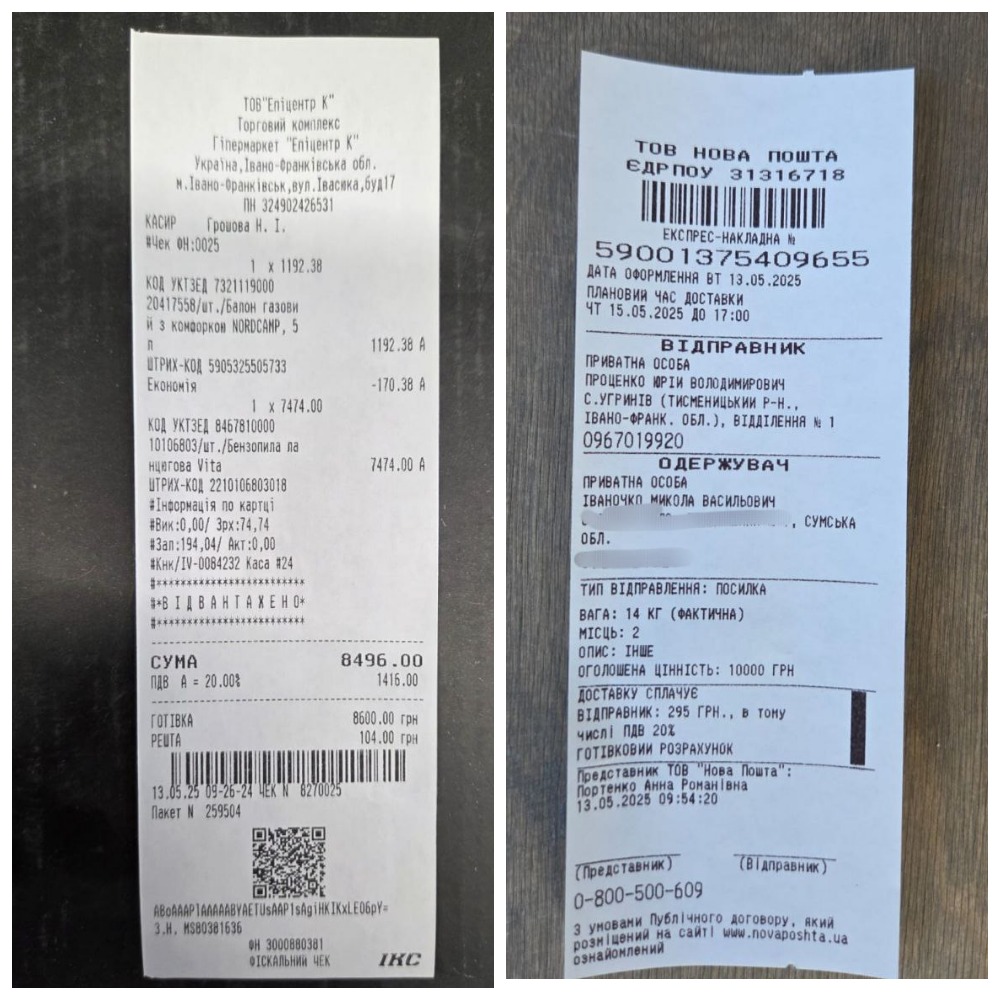 ТОВ"Епіцентр К"
Торговий комплекс
Гіпермаркет "Епіцентр К"
Україна,Івано-Франківська обл.
м.Івано-Франківськ,вул.Івасюка,буд17
ПН 324902426531
КАСИР Грошова Н. І.
#Чек ФН:0025
1 x 1192.38
КОД УКТЗЕД 7321119000
20417558/шт./Балон газови
й з комфоркою NORDCAMP, 5
л 1192.38 А
ШТРИХ-КОД 5905325505733
Економія -170.38 А
1 x 7474.00
КОД УКТЗЕД 8467810000
10106803/шт./Бензопила ла
нцюгова Vita 7474.00 А
ШТРИХ-КОД 2210106803018
#Інформація по картці
#Вик:0,00/ Зрх:74,74
#Зал:194,04/ Акт:0,00
#Кнк/IV-0084232 Каса #24
#************************
#*В І Д В А Н Т А Ж Е Н О*
#************************
СУМА 8496.00
ПДВ А = 20.00% 1416.00
ГОТІВКА 8600.00 грн
РЕШТА 104.00 грн
13.05.25 09-26-24 ЧЕК N 8270025
Пакет N 259504
ABoAAAP1AAAAABYAETUsAAP1sAgiHKIKxLEO6pY=
З.Н. MS80381636
ФН 3000880381
ФІСКАЛЬНИЙ ЧЕК ІКС
ТОВ НОВА ПОШТА
ЄДРПОУ 31316718
ЕКСПРЕС-НАКЛАДНА №
59001375409655
ДАТА ОФОРМЛЕННЯ ВТ 13.05.2025
ПЛАНОВИЙ ЧАС ДОСТАВКИ
ЧТ 15.05.2025 ДО 17:00
ВІДПРАВНИК
ПРИВАТНА ОСОБА
ПРОЦЕНКО ЮРІЙ ВОЛОДИМИРОВИЧ
С.УГРИНІВ (ТИСМЕНИЦЬКИЙ Р-Н.,
ІВАНО-ФРАНК. ОБЛ.), ВІДДІЛЕННЯ № 1
0967019920
ОДЕРЖУВАЧ
ПРИВАТНА ОСОБА
ІВАНОЧКО МИКОЛА ВАСИЛЬОВИЧ
, СУМСЬКА
ОБЛ.
ТИП ВІДПРАВЛЕННЯ: ПОСИЛКА
ВАГА: 14 КГ (ФАКТИЧНА)
МІСЦЬ: 2
ОПИС: ІНШЕ
ОГОЛОШЕНА ЦІННІСТЬ: 10000 ГРН
ДОСТАВКУ СПЛАЧУЄ
ВІДПРАВНИК: 295 ГРН., в тому
числі ПДВ 20%
ГОТІВКОВИЙ РОЗРАХУНОК
Представник ТОВ "Нова Пошта":
Портенко Анна Романівна
13.05.2025 09:54:20
(Представник) (Відправник)
0-800-500-609
З умовами Публічного договору, який
розміщений на сайті www.novaposhta.ua
ознайомлений